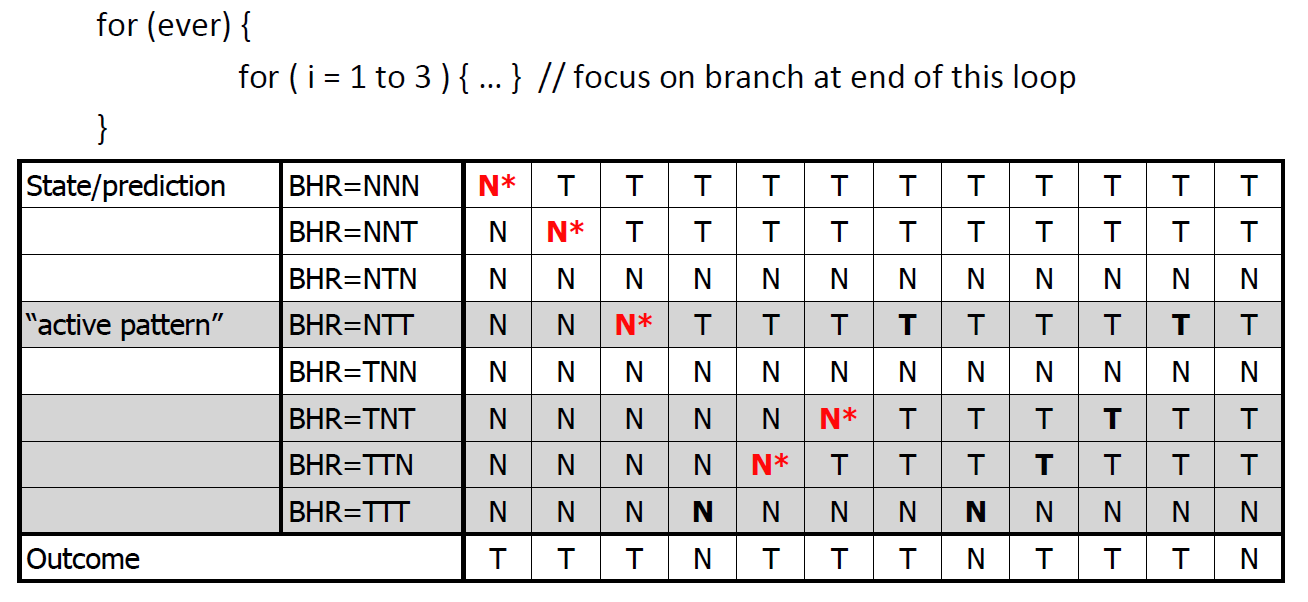 for (ever) {
for ( i = 1 to 3 ) { … } // focus on branch at end of this loop
}
State/prediction BHR=NNN N* T T T T T T T T T T T
BHR=NNT N N* T T T T T T T T T T
BHR=NTN N N N N N N N N N N N N
“active pattern” BHR=NTT N N N* T T T T T T T T T
BHR=TNN N N N N N N N N N N N N
BHR=TNT N N N N N N* T T T T T T
BHR=TTN N N N N N* T T T T T T T
BHR=TTT N N N N N N N N N N N N
Outcome T T T N T T T N T T T N